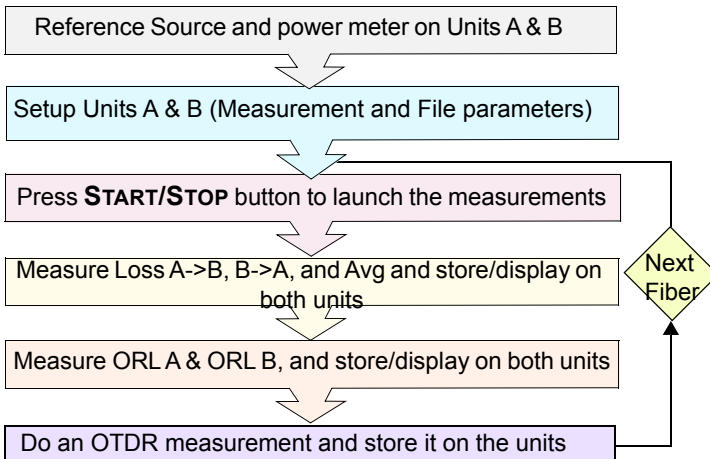 Reference Source and power meter on Units A & B
Setup Units A & B (Measurement and File parameters)
Press START/STOP button to launch the measurements
Measure Loss A->B, B->A, and Avg and store/display on
both units
Next
Fiber
Measure ORL A & ORL B, and store/display on both units
Do an OTDR measurement and store it on the units